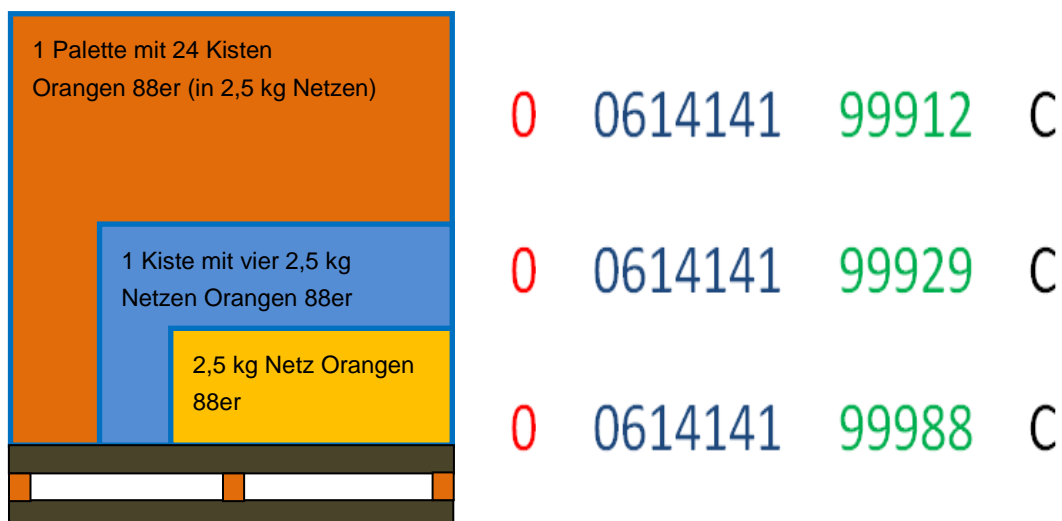 1 Palette mit 24 Kisten
Orangen 88er (in 2,5 kg Netzen)
0 0614141 99912 C
1 Kiste mit vier 2,5 kg
Netzen Orangen 88er
0 0614141 99929 C
2,5 kg Netz Orangen
88er
0 0614141 99988 C